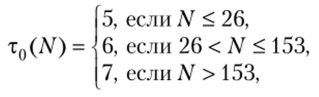 τ₀(N) = {5, если N ≤ 26,
6, если 26 < N ≤ 153,
7, если N > 153,